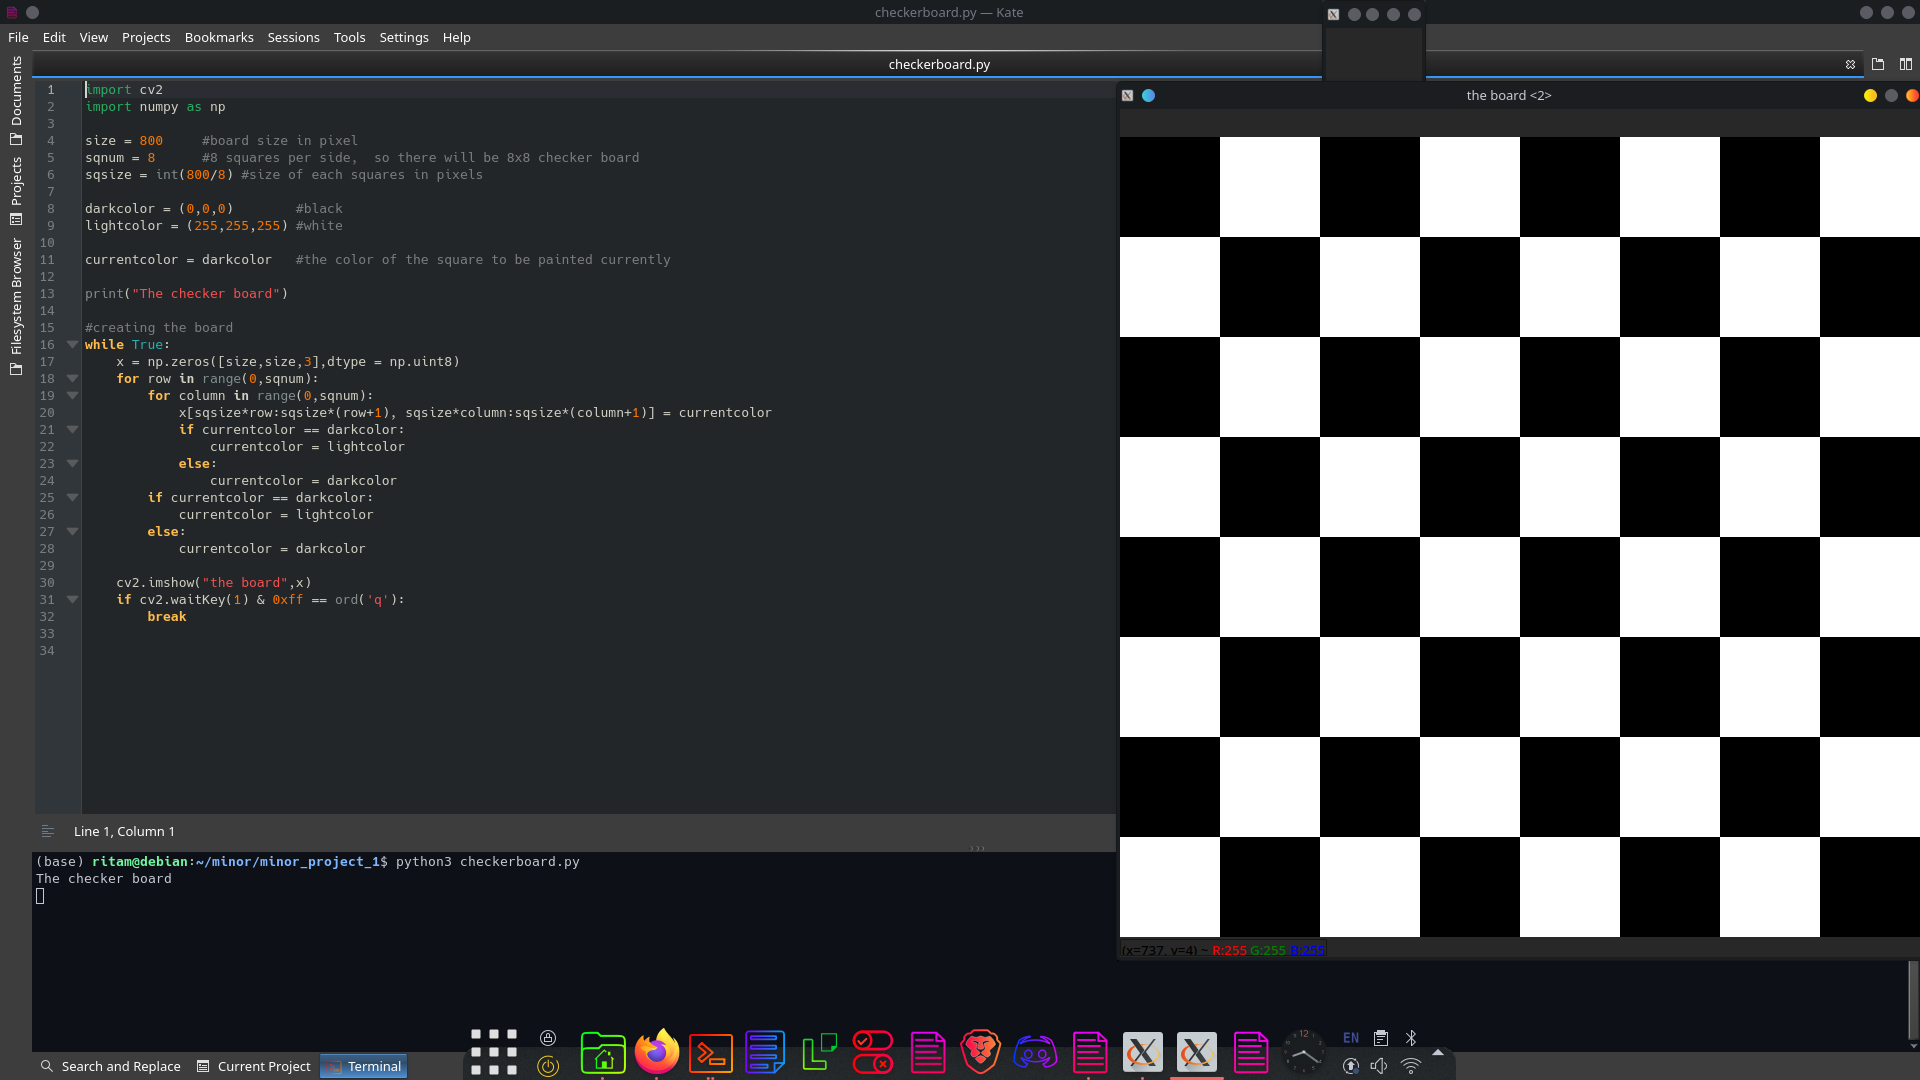 checkerboard.py — Kate
File Edit View Projects Bookmarks Sessions Tools Settings Help
checkerboard.py
Documents
Projects
Filesystem Browser
1 import cv2
2 import numpy as np
3
4 size = 800     #board size in pixel
5 sqnum = 8      #8 squares per side,  so there will be 8x8 checker board
6 sqsize = int(800/8) #size of each squares in pixels
7
8 darkcolor = (0,0,0)        #black
9 lightcolor = (255,255,255) #white
10
11 currentcolor = darkcolor   #the color of the square to be painted currently
12
13 print("The checker board")
14
15 #creating the board
16 while True:
17     x = np.zeros([size,size,3],dtype = np.uint8)
18     for row in range(0,sqnum):
19         for column in range(0,sqnum):
20             x[sqsize*row:sqsize*(row+1), sqsize*column:sqsize*(column+1)] = currentcolor
21             if currentcolor == darkcolor:
22                 currentcolor = lightcolor
23             else:
24                 currentcolor = darkcolor
25         if currentcolor == darkcolor:
26             currentcolor = lightcolor
27         else:
28             currentcolor = darkcolor
29
30     cv2.imshow("the board",x)
31     if cv2.waitKey(1) & 0xff == ord('q'):
32         break
33
34
Line 1, Column 1
(base) ritam@debian:~/minor/minor_project_1$ python3 checkerboard.py
The checker board
the board <2>
(x=737, y=4) ~ R:255 G:255 B:255
Search and Replace Current Project Terminal
12
EN